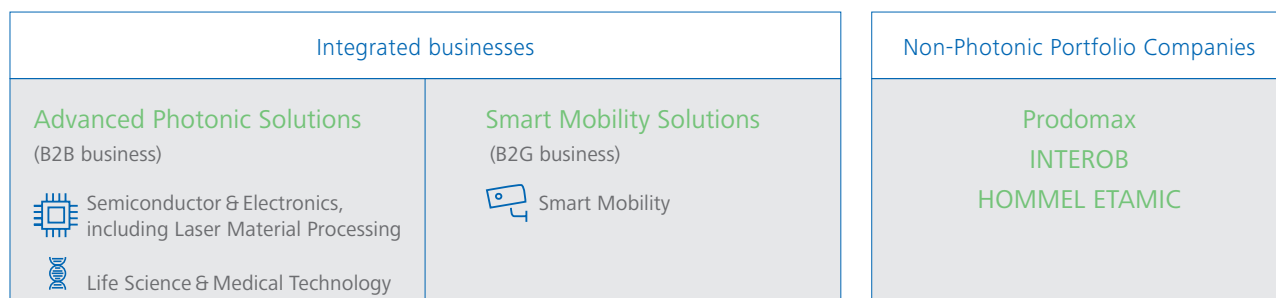 Integrated businesses
Advanced Photonic Solutions
(B2B business)
Semiconductor & Electronics,
including Laser Material Processing
Life Science & Medical Technology
Smart Mobility Solutions
(B2G business)
Smart Mobility
Non-Photonic Portfolio Companies
Prodomax
INTEROB
HOMMEL ETAMIC